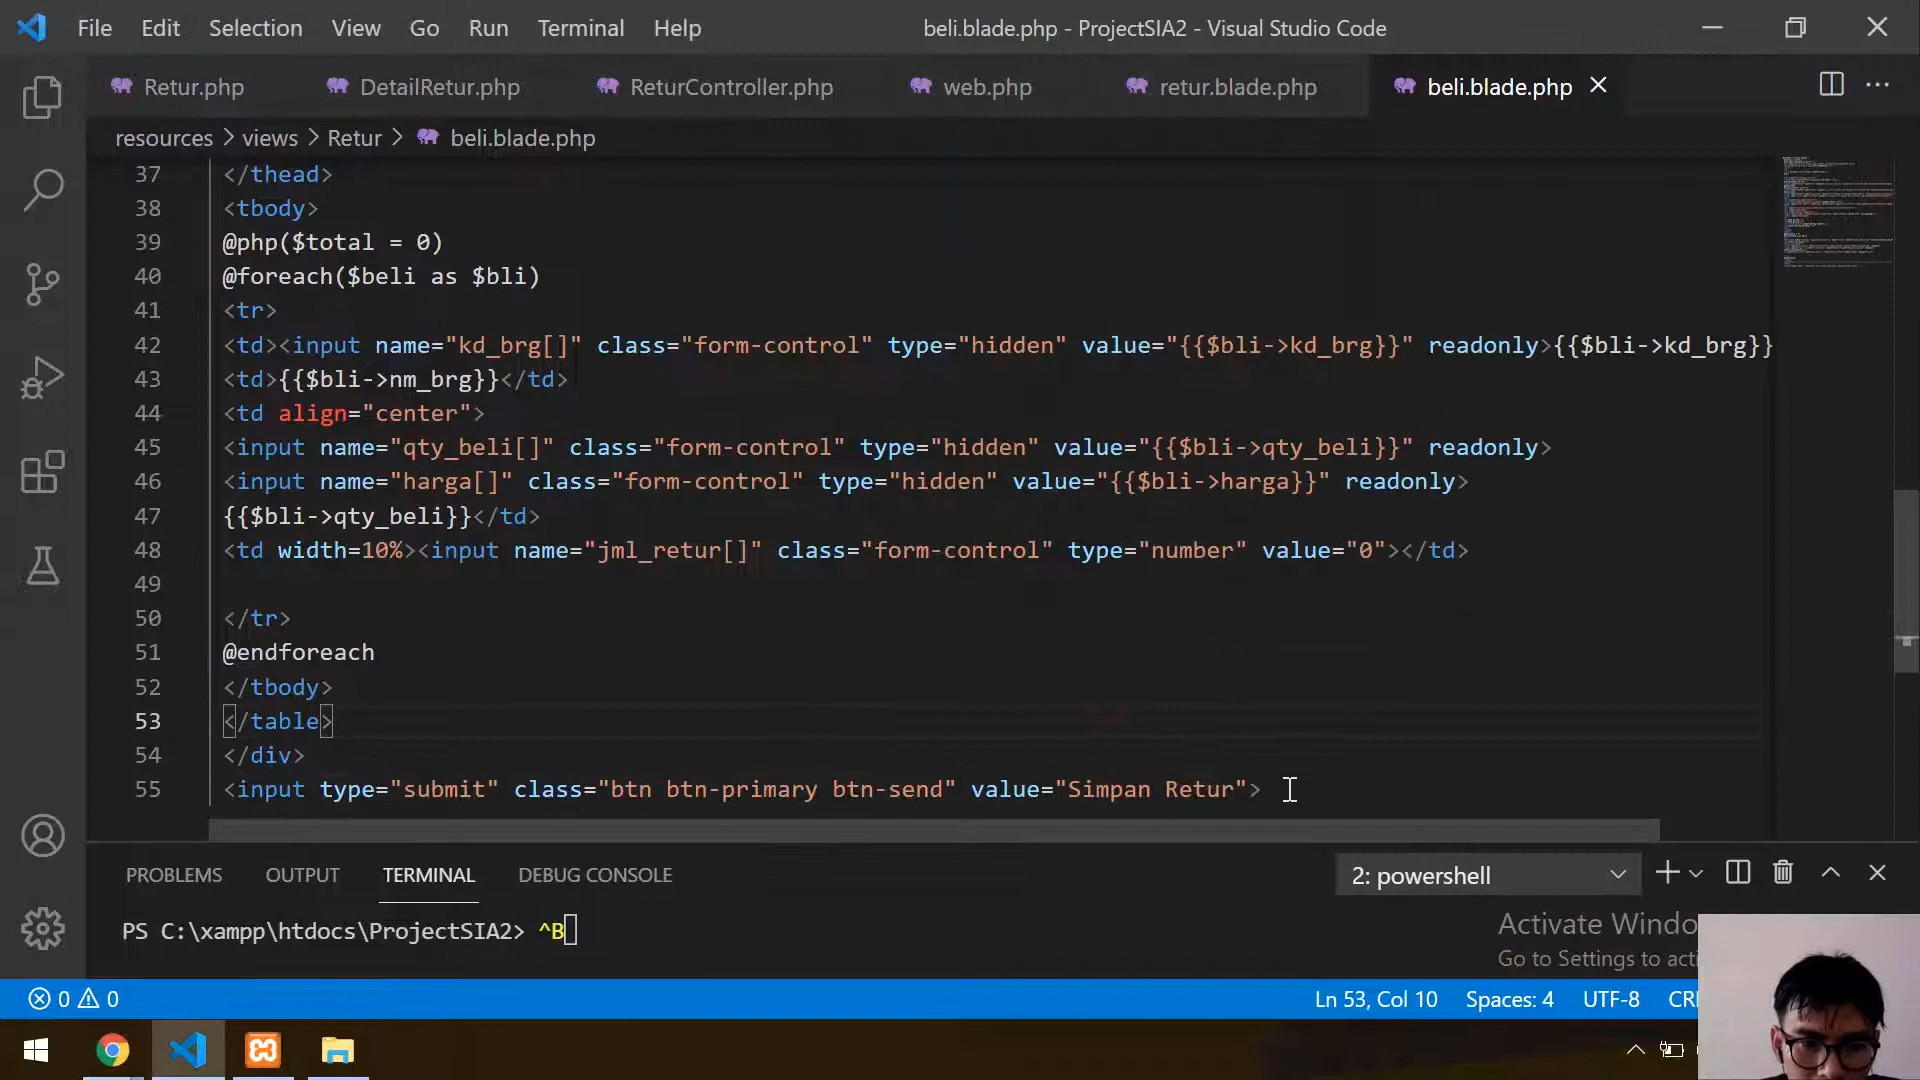 File Edit Selection View Go Run Terminal Help
beli.blade.php - ProjectSIA2 - Visual Studio Code
Retur.php DetailRetur.php ReturController.php web.php retur.blade.php beli.blade.php
resources > views > Retur > beli.blade.php
37 </thead>
38 <tbody>
39 @php($total = 0)
40 @foreach($beli as $bli)
41 <tr>
42 <td><input name="kd_brg[]" class="form-control" type="hidden" value="{{$bli->kd_brg}}" readonly>{{$bli->kd_brg}}
43 <td>{{$bli->nm_brg}}</td>
44 <td align="center">
45 <input name="qty_beli[]" class="form-control" type="hidden" value="{{$bli->qty_beli}}" readonly>
46 <input name="harga[]" class="form-control" type="hidden" value="{{$bli->harga}}" readonly>
47 {{$bli->qty_beli}}</td>
48 <td width=10%><input name="jml_retur[]" class="form-control" type="number" value="0"></td>
49
50 </tr>
51 @endforeach
52 </tbody>
53 </table>
54 </div>
55 <input type="submit" class="btn btn-primary btn-send" value="Simpan Retur">
PROBLEMS OUTPUT TERMINAL DEBUG CONSOLE
2: powershell
PS C:\xampp\htdocs\ProjectSIA2> ^B
Activate Windo
Go to Settings to acti
0 0
Ln 53, Col 10 Spaces: 4 UTF-8 CR